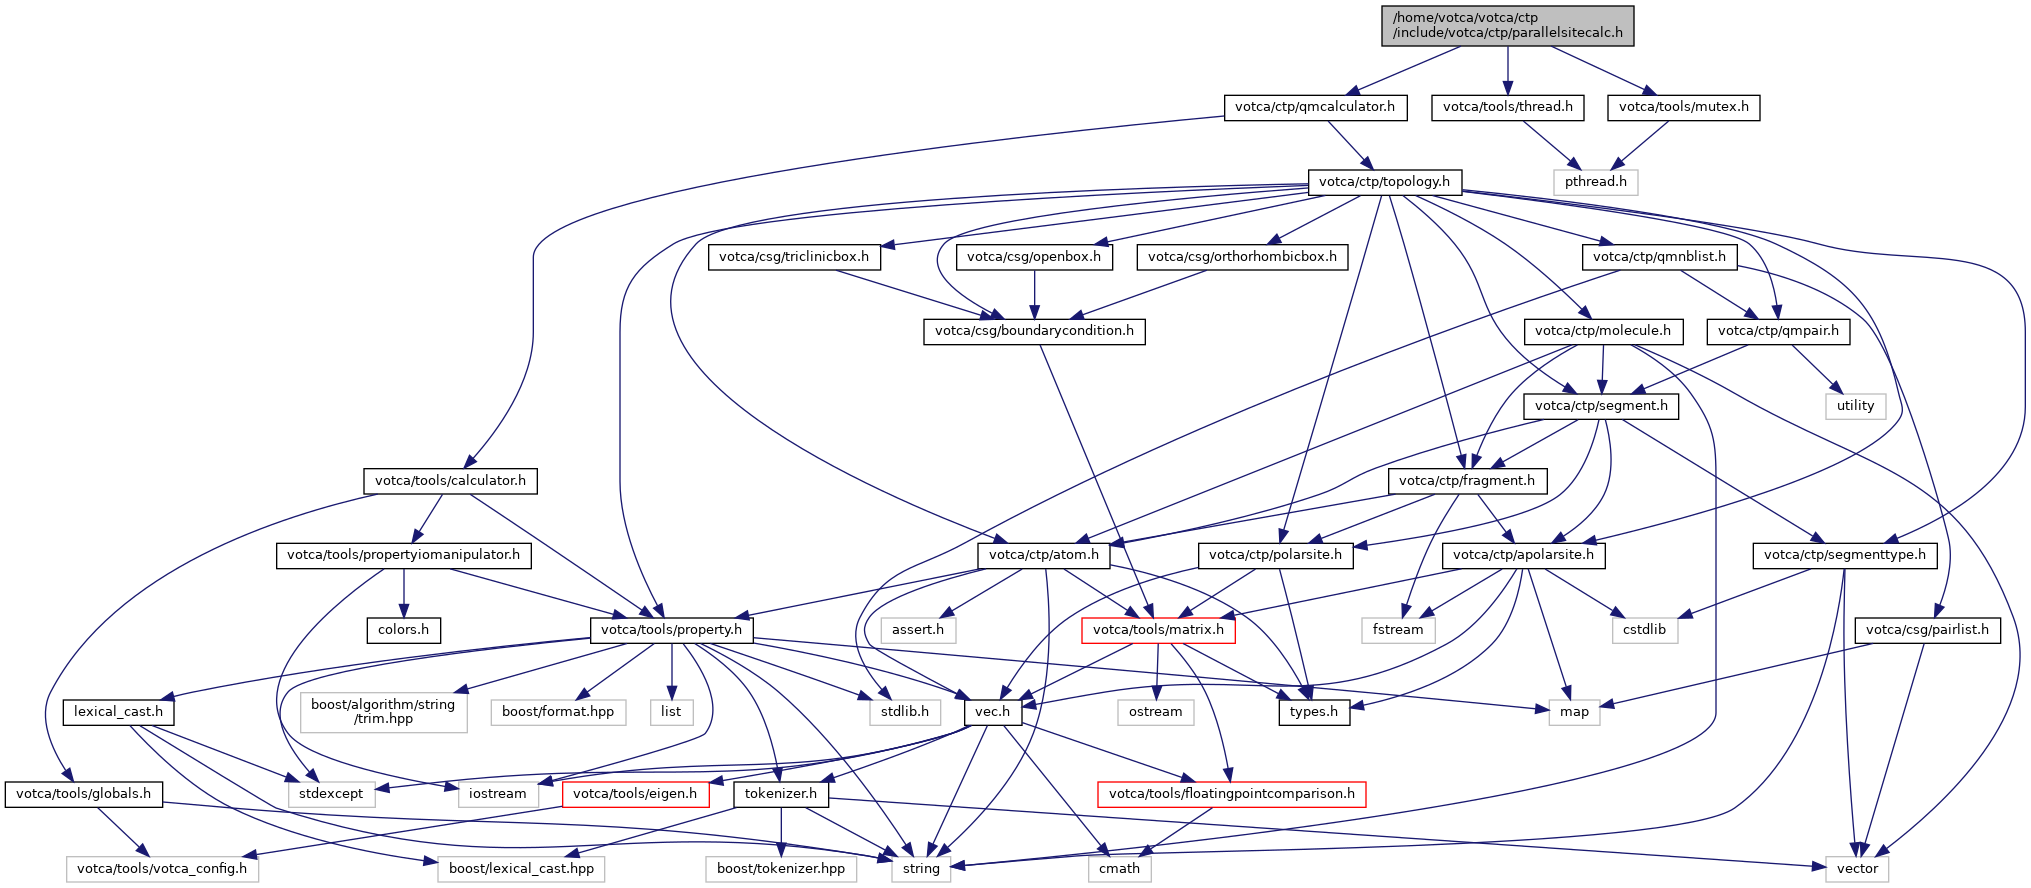 /home/votca/votca/ctp
/include/votca/ctp/parallelsitecalc.h
votca/ctp/qmcalculator.h
votca/tools/thread.h
votca/tools/mutex.h
votca/ctp/topology.h
pthread.h
votca/csg/triclinicbox.h
votca/csg/openbox.h
votca/csg/orthorhombicbox.h
votca/ctp/qmnblist.h
votca/csg/boundarycondition.h
votca/ctp/molecule.h
votca/ctp/qmpair.h
votca/ctp/segment.h
utility
votca/tools/calculator.h
votca/ctp/fragment.h
votca/tools/propertyiomanipulator.h
votca/ctp/atom.h
votca/ctp/polarsite.h
votca/ctp/apolarsite.h
votca/ctp/segmenttype.h
colors.h
votca/tools/property.h
assert.h
votca/tools/matrix.h
fstream
cstdlib
votca/csg/pairlist.h
lexical_cast.h
boost/algorithm/string
/trim.hpp
boost/format.hpp
list
stdlib.h
vec.h
ostream
types.h
map
votca/tools/globals.h
stdexcept
iostream
votca/tools/eigen.h
tokenizer.h
votca/tools/floatingpointcomparison.h
votca/tools/votca_config.h
boost/lexical_cast.hpp
boost/tokenizer.hpp
string
cmath
vector